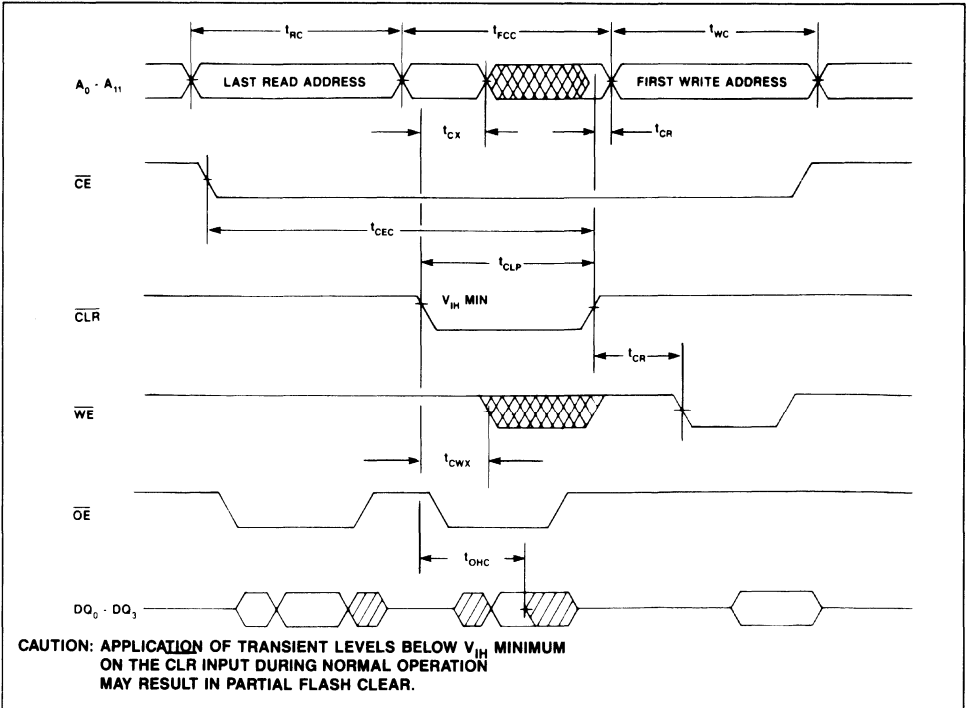 tRC tFCC tWC
A0 - A11 LAST READ ADDRESS FIRST WRITE ADDRESS
tCX tCR
CE
tCEC
tCLP
VIH MIN
CLR
tCR
WE
tCWX
OE
tOHC
DQ0 - DQ3
CAUTION: APPLICATION OF TRANSIENT LEVELS BELOW VIH MINIMUM
ON THE CLR INPUT DURING NORMAL OPERATION
MAY RESULT IN PARTIAL FLASH CLEAR.